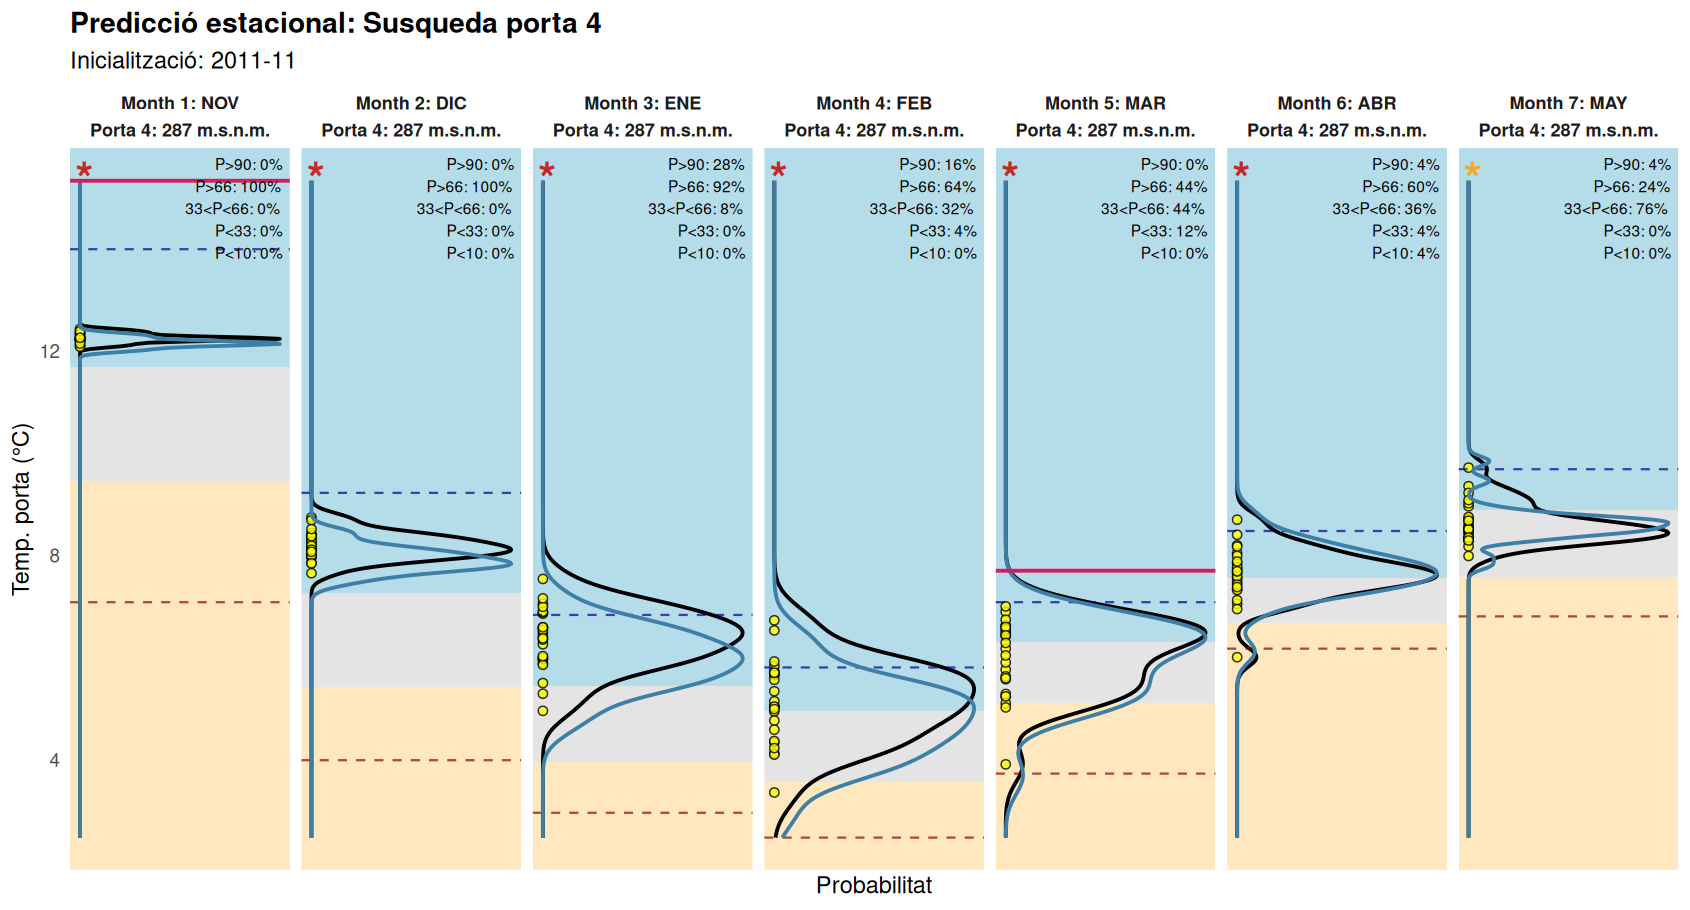 Predicció estacional: Susqueda porta 4
Inicialització: 2011-11
Month 1: NOV
Porta 4: 287 m.s.n.m.
Month 2: DIC
Porta 4: 287 m.s.n.m.
Month 3: ENE
Porta 4: 287 m.s.n.m.
Month 4: FEB
Porta 4: 287 m.s.n.m.
Month 5: MAR
Porta 4: 287 m.s.n.m.
Month 6: ABR
Porta 4: 287 m.s.n.m.
Month 7: MAY
Porta 4: 287 m.s.n.m.
*
P>90: 0%
P>66: 100%
33<P<66: 0%
P<33: 0%
P<10: 0%
*
P>90: 0%
P>66: 100%
33<P<66: 0%
P<33: 0%
P<10: 0%
*
P>90: 28%
P>66: 92%
33<P<66: 8%
P<33: 0%
P<10: 0%
*
P>90: 16%
P>66: 64%
33<P<66: 32%
P<33: 4%
P<10: 0%
*
P>90: 0%
P>66: 44%
33<P<66: 44%
P<33: 12%
P<10: 0%
*
P>90: 4%
P>66: 60%
33<P<66: 36%
P<33: 4%
P<10: 4%
*
P>90: 4%
P>66: 24%
33<P<66: 76%
P<33: 0%
P<10: 0%
12
8
4
Temp. porta (°C)
Probabilitat